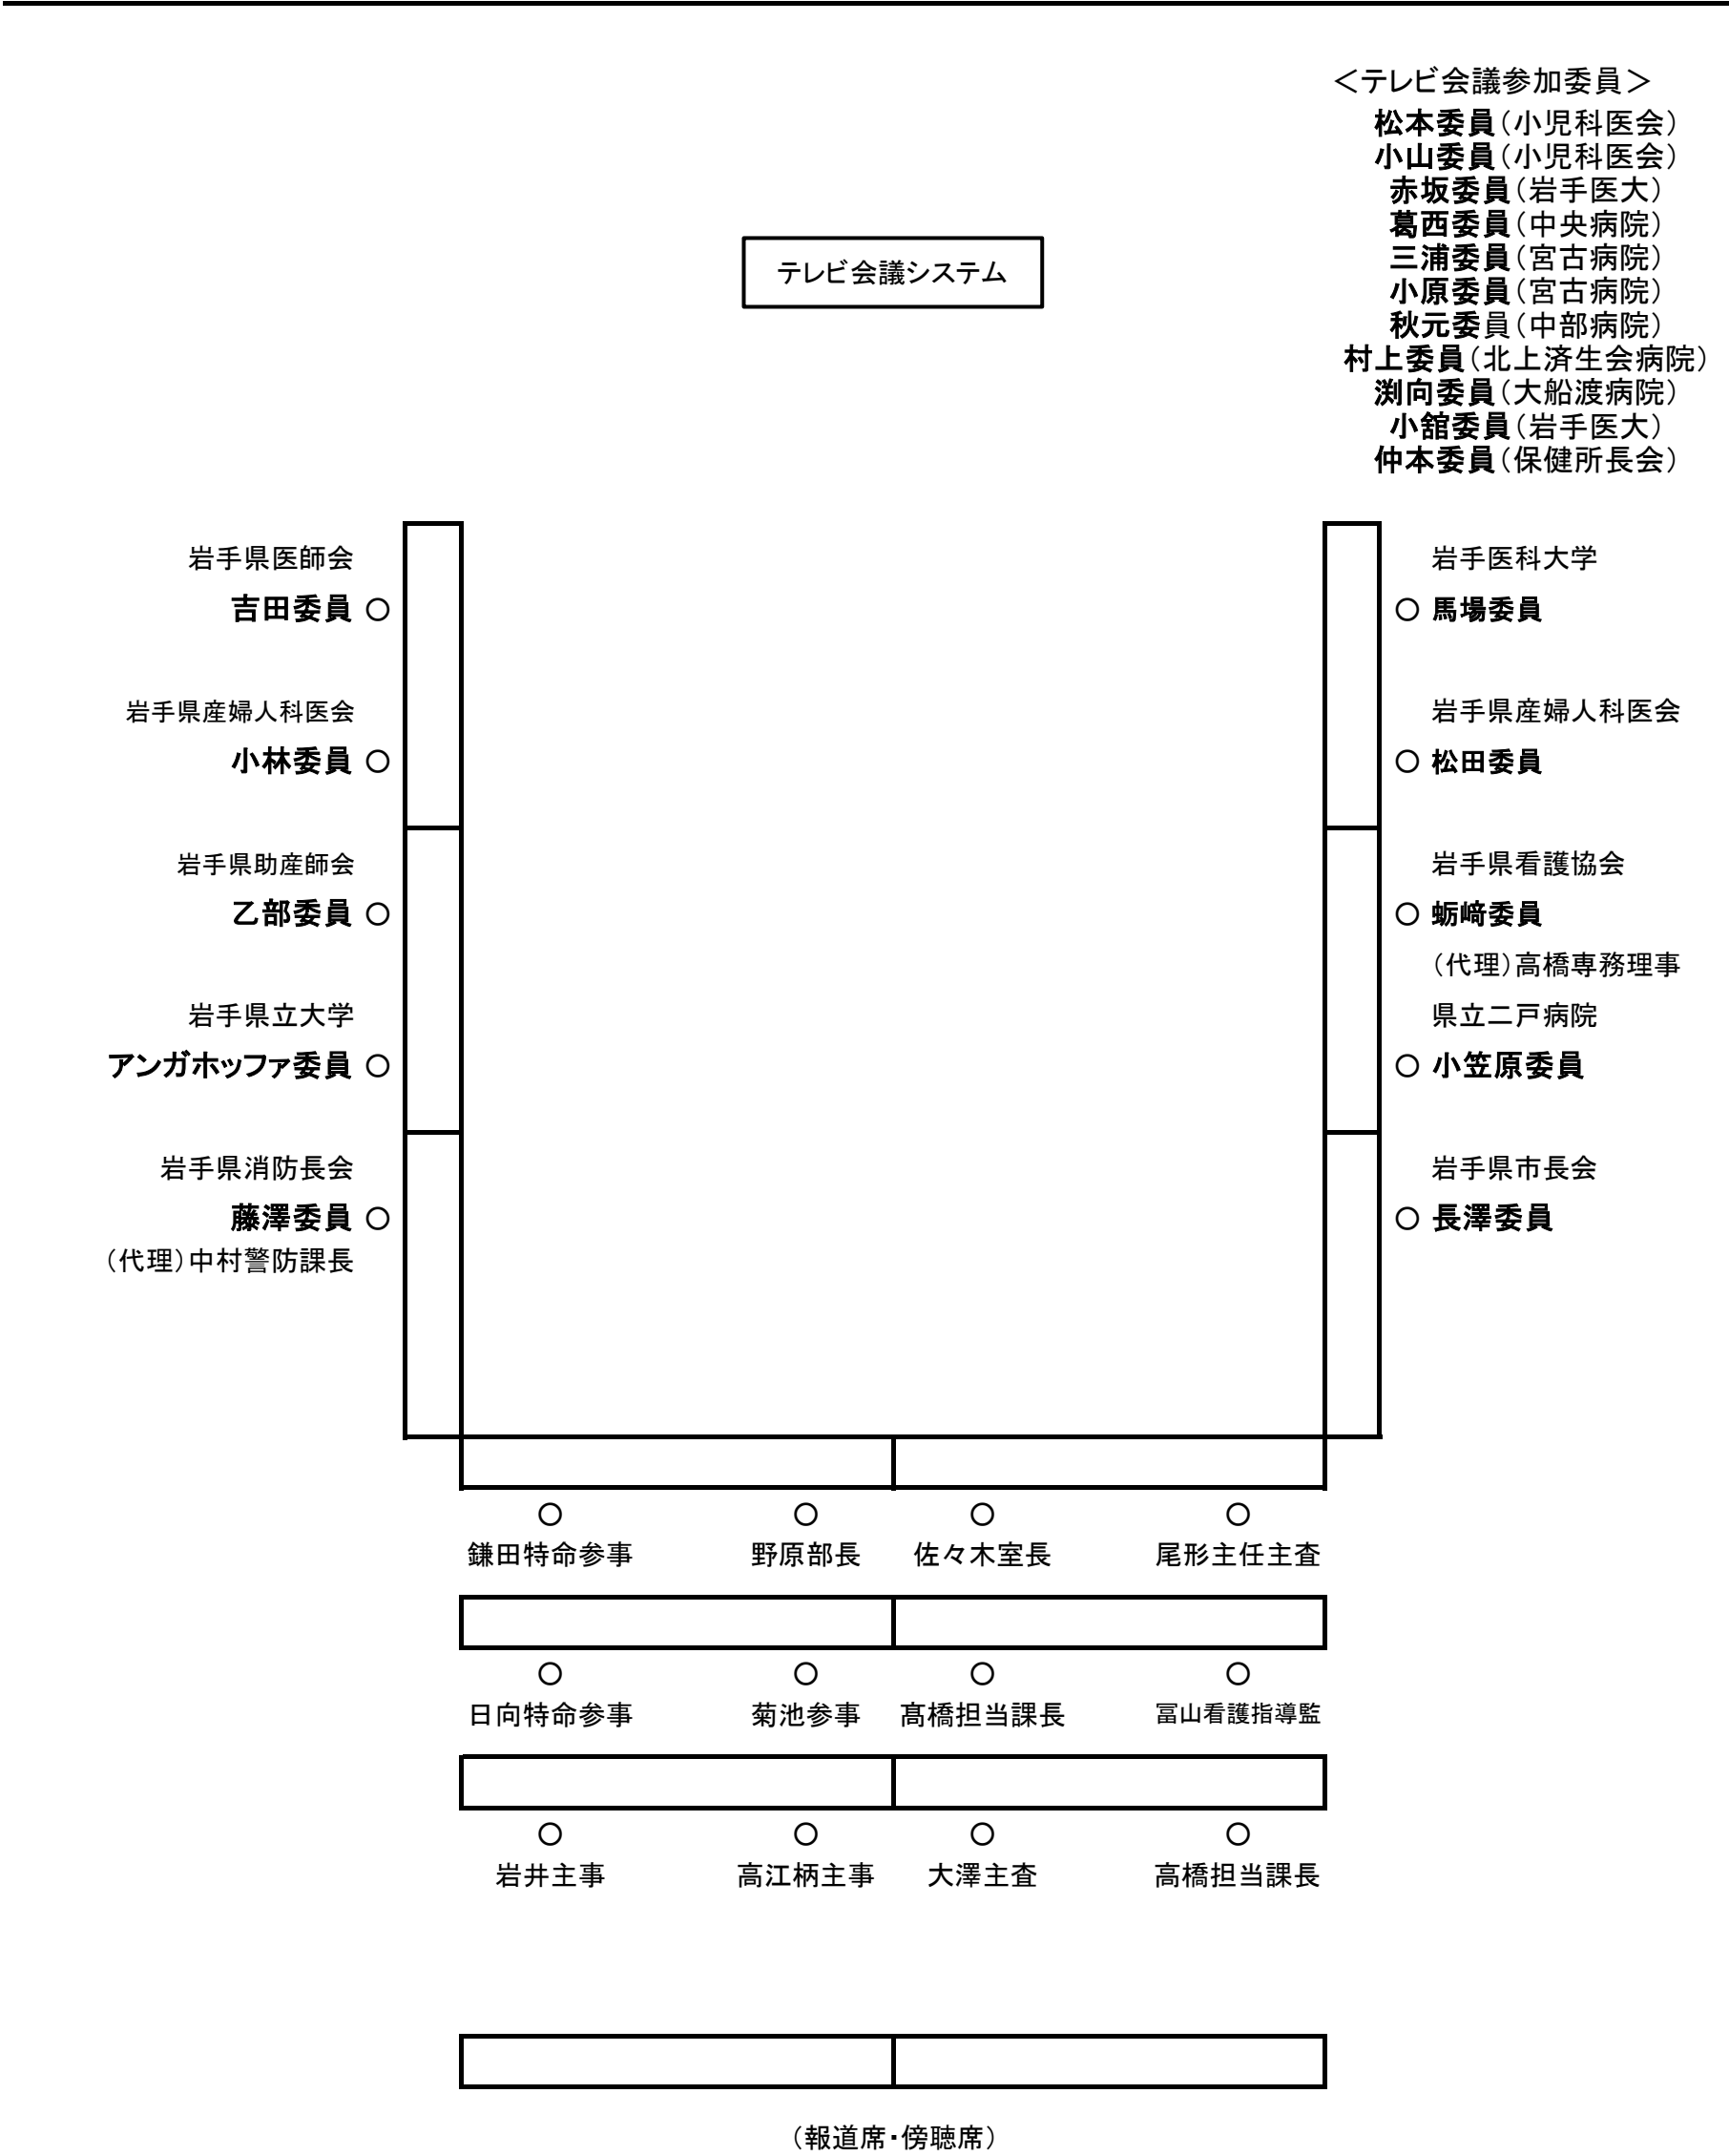 ＜テレビ会議参加委員＞
松本委員（小児科医会）
小山委員（小児科医会）
赤坂委員（岩手医大）
葛西委員（中央病院）
三浦委員（宮古病院）
小原委員（宮古病院）
秋元委員（中部病院）
村上委員（北上済生会病院）
渕向委員（大船渡病院）
小舘委員（岩手医大）
仲本委員（保健所長会）
テレビ会議システム
岩手県医師会
吉田委員 ○
岩手県産婦人科医会
小林委員 ○
岩手県助産師会
乙部委員 ○
岩手県立大学
アンガホッファ委員 ○
岩手県消防長会
藤澤委員 ○
（代理）中村警防課長
岩手医科大学
○ 馬場委員
岩手県産婦人科医会
○ 松田委員
岩手県看護協会
○ 蛎﨑委員
（代理）高橋専務理事
県立二戸病院
○ 小笠原委員
岩手県市長会
○ 長澤委員
○ ○ ○ ○
鎌田特命参事 野原部長 佐々木室長 尾形主任主査
○ ○ ○ ○
日向特命参事 菊池参事 髙橋担当課長 冨山看護指導監
○ ○ ○ ○
岩井主事 高江柄主事 大澤主査 高橋担当課長
（報道席・傍聴席）